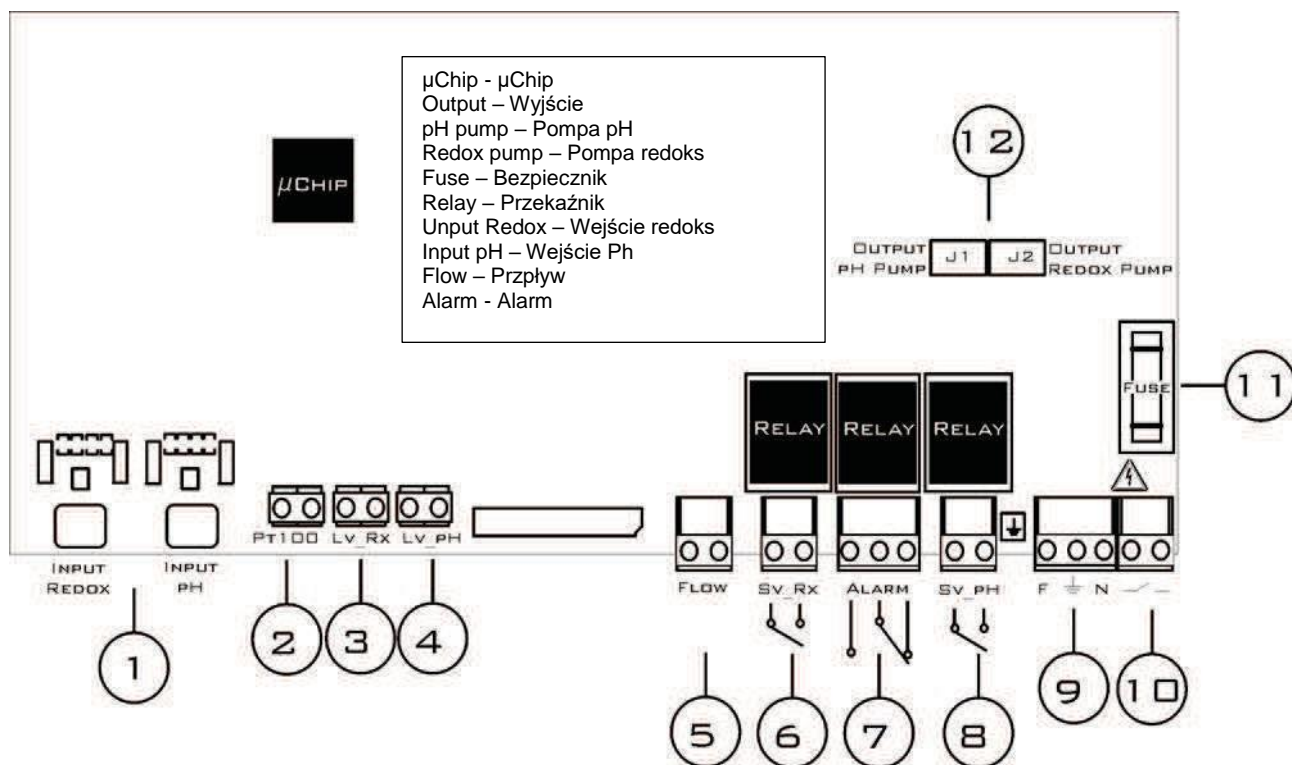 µChip - µChip
Output – Wyjście
pH pump – Pompa pH
Redox pump – Pompa redoks
Fuse – Bezpiecznik
Relay – Przekaźnik
Unput Redox – Wejście redoks
Input pH – Wejście Ph
Flow – Przpływ
Alarm - Alarm
µCHIP
12
OUTPUT PH PUMP
J1
J2
OUTPUT REDOX PUMP
FUSE
11
RELAY
RELAY
RELAY
PT100
LV_RX
LV_PH
INPUT REDOX
INPUT PH
FLOW
SV_RX
ALARM
SV_PH
F
N
1
2
3
4
5
6
7
8
9
10